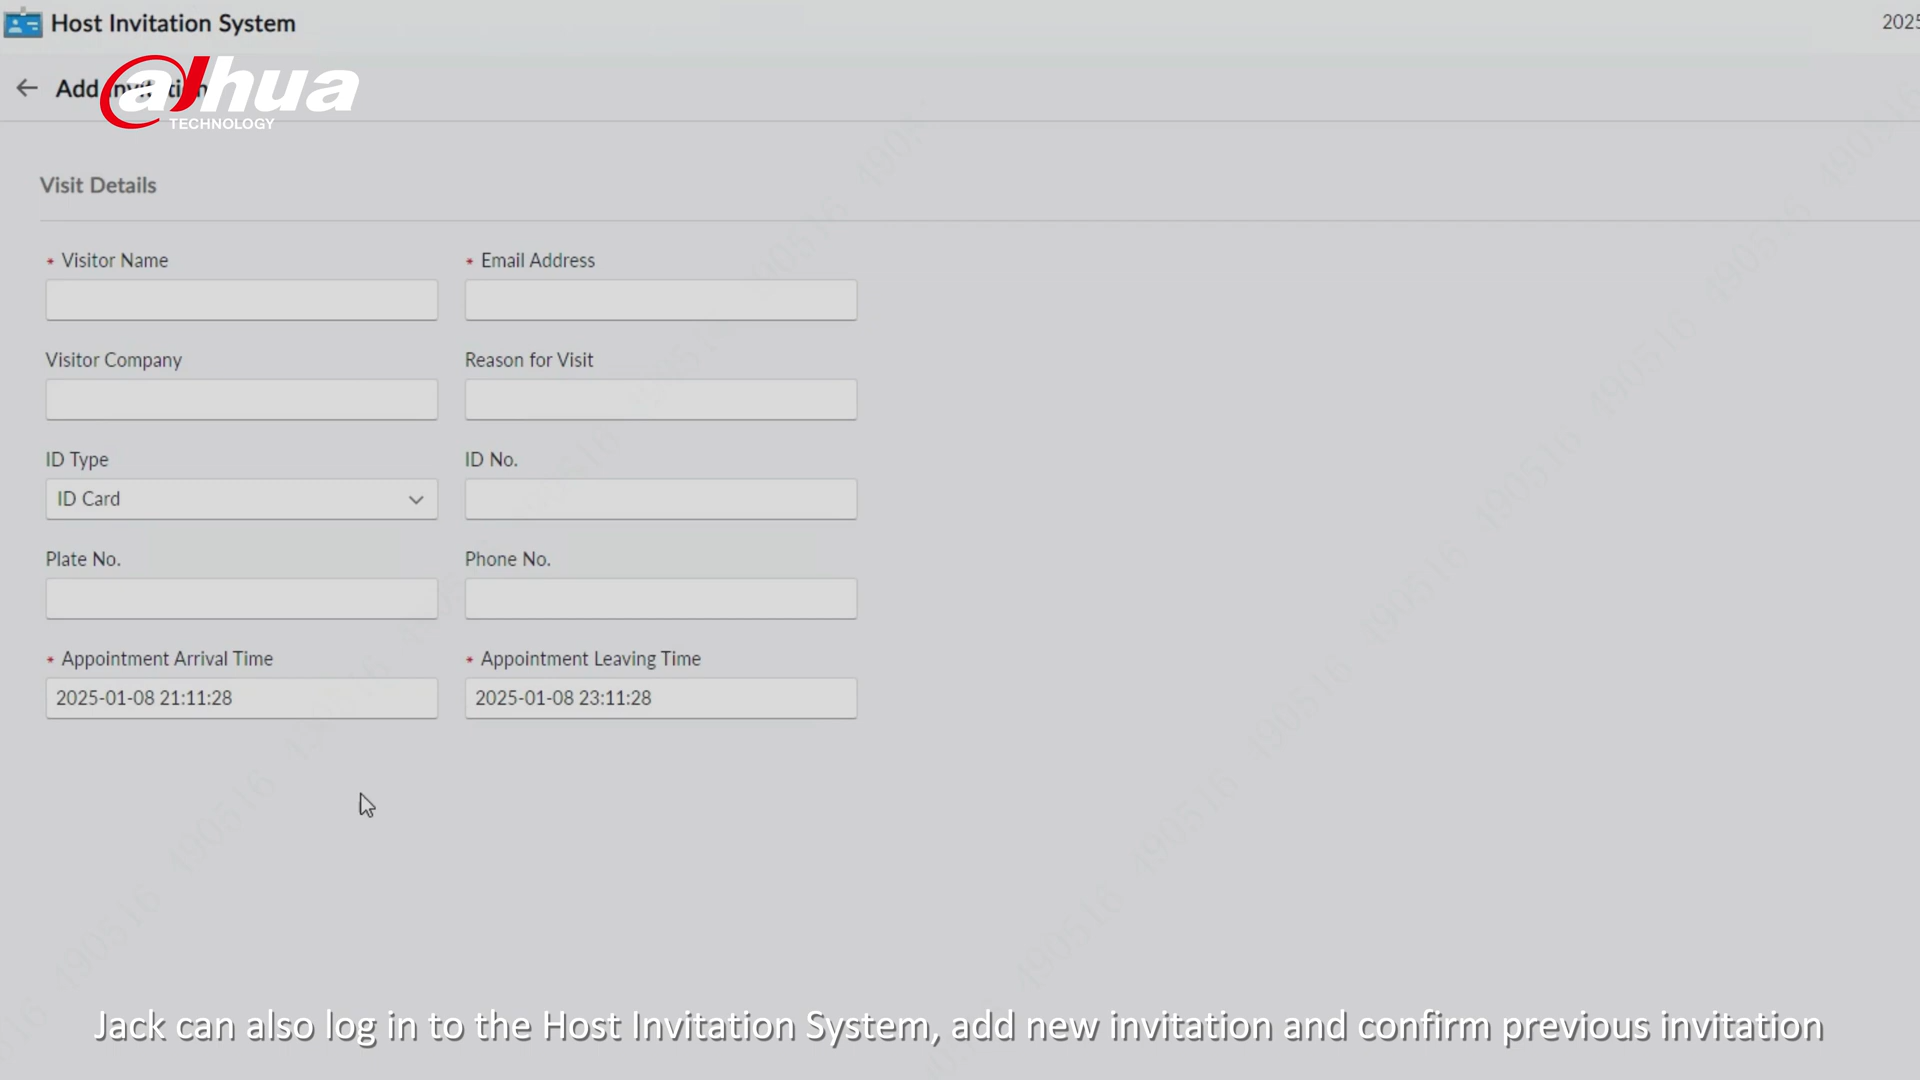 Host Invitation System
2025
Add Invitation
alhua
TECHNOLOGY
Visit Details
* Visitor Name
* Email Address
Visitor Company
Reason for Visit
ID Type
ID No.
ID Card
Plate No.
Phone No.
* Appointment Arrival Time
* Appointment Leaving Time
2025-01-08 21:11:28
2025-01-08 23:11:28
Jack can also log in to the Host Invitation System, add new invitation and confirm previous invitation